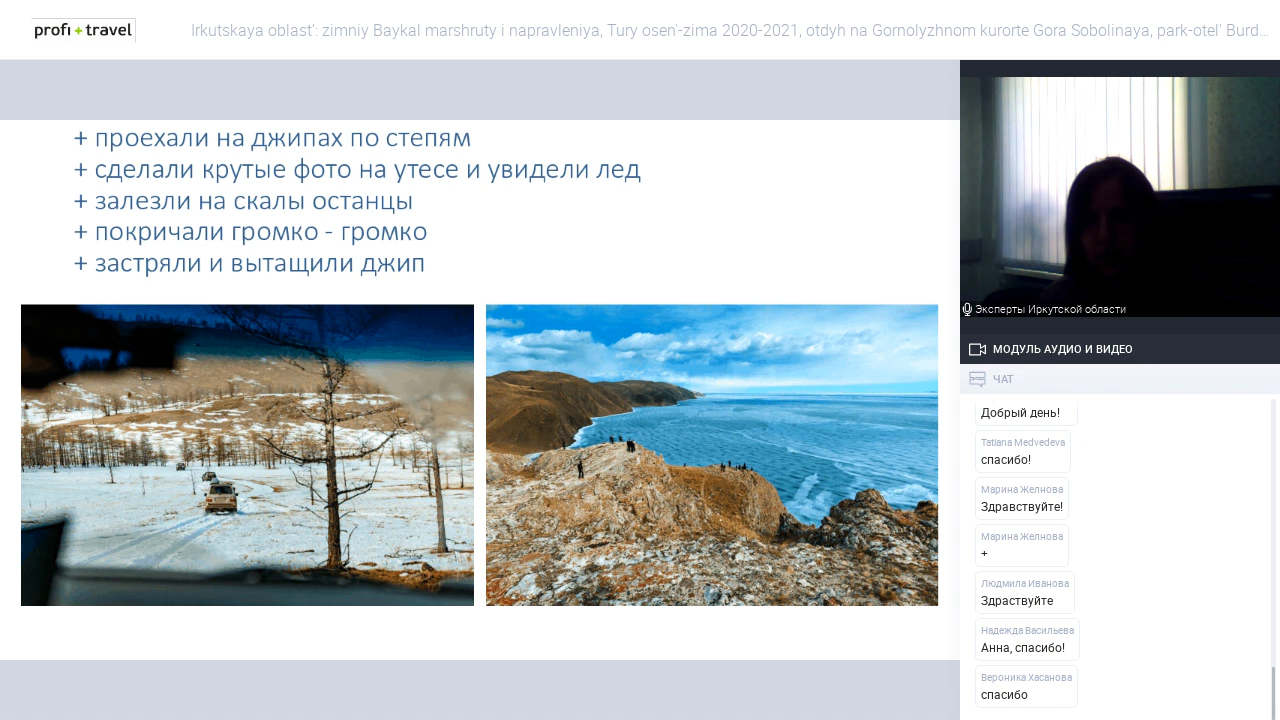 profi + travel
Irkutskaya oblast': zimniy Baykal marshruty i napravleniya, Tury osen'-zima 2020-2021, otdyh na Gornolyzhnom kurorte Gora Sobolinaya, park-otel' Burd...
+ проехали на джипах по степям
+ сделали крутые фото на утесе и увидели лед
+ залезли на скалы останцы
+ покричали громко - громко
+ застряли и вытащили джип
Эксперты Иркутской области
МОДУЛЬ АУДИО И ВИДЕО
ЧАТ
Добрый день!
Tatiana Medvedeva
спасибо!
Марина Желнова
Здравствуйте!
Марина Желнова
+
Людмила Иванова
Здраствуйте
Надежда Васильева
Анна, спасибо!
Вероника Хасанова
спасибо